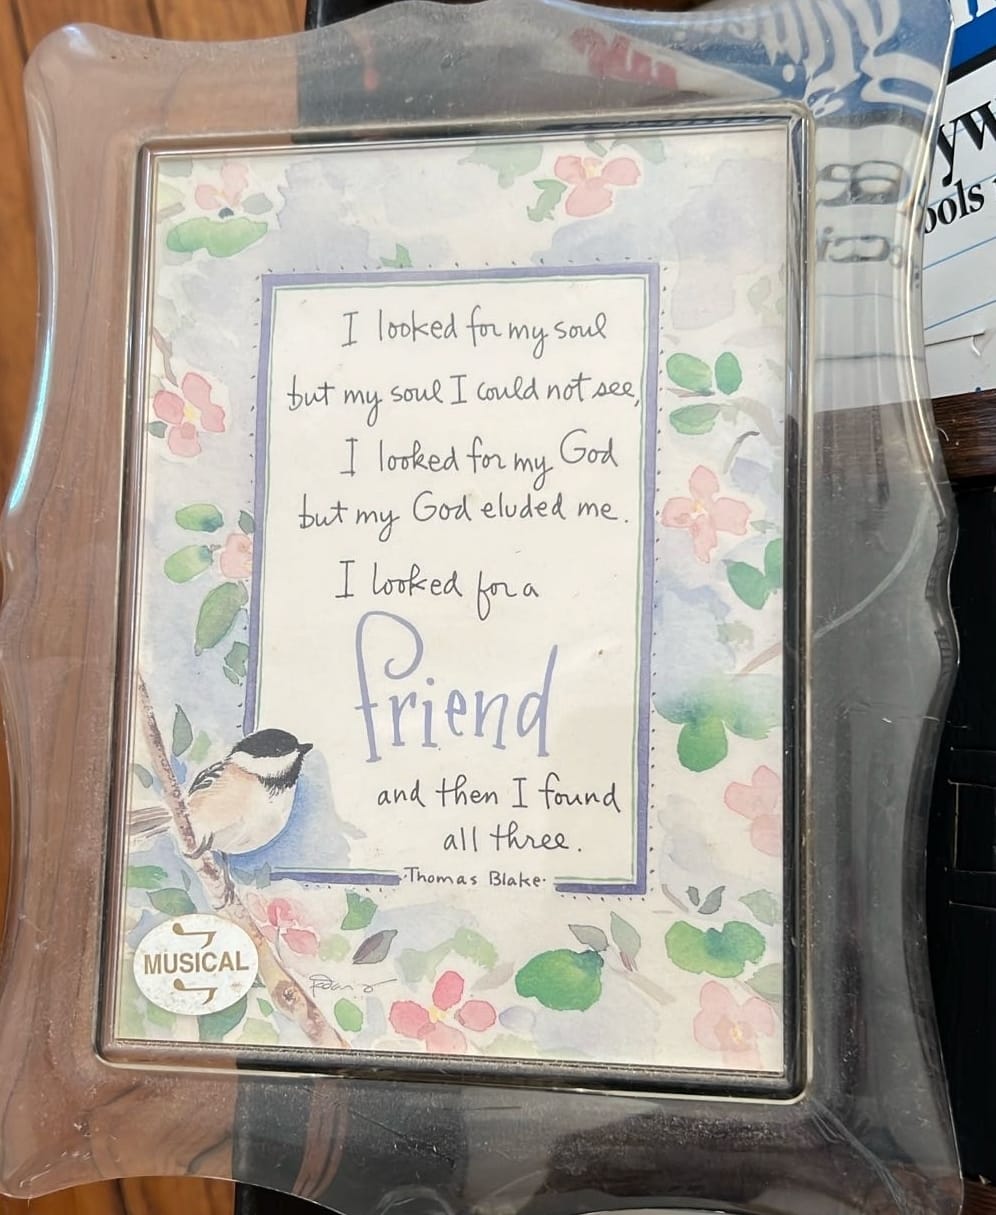 I looked for my soul
but my soul I could not see,
I looked for my God
but my God eluded me.
I looked for a
friend
and then I found
all three.
·Thomas Blake·
MUSICAL